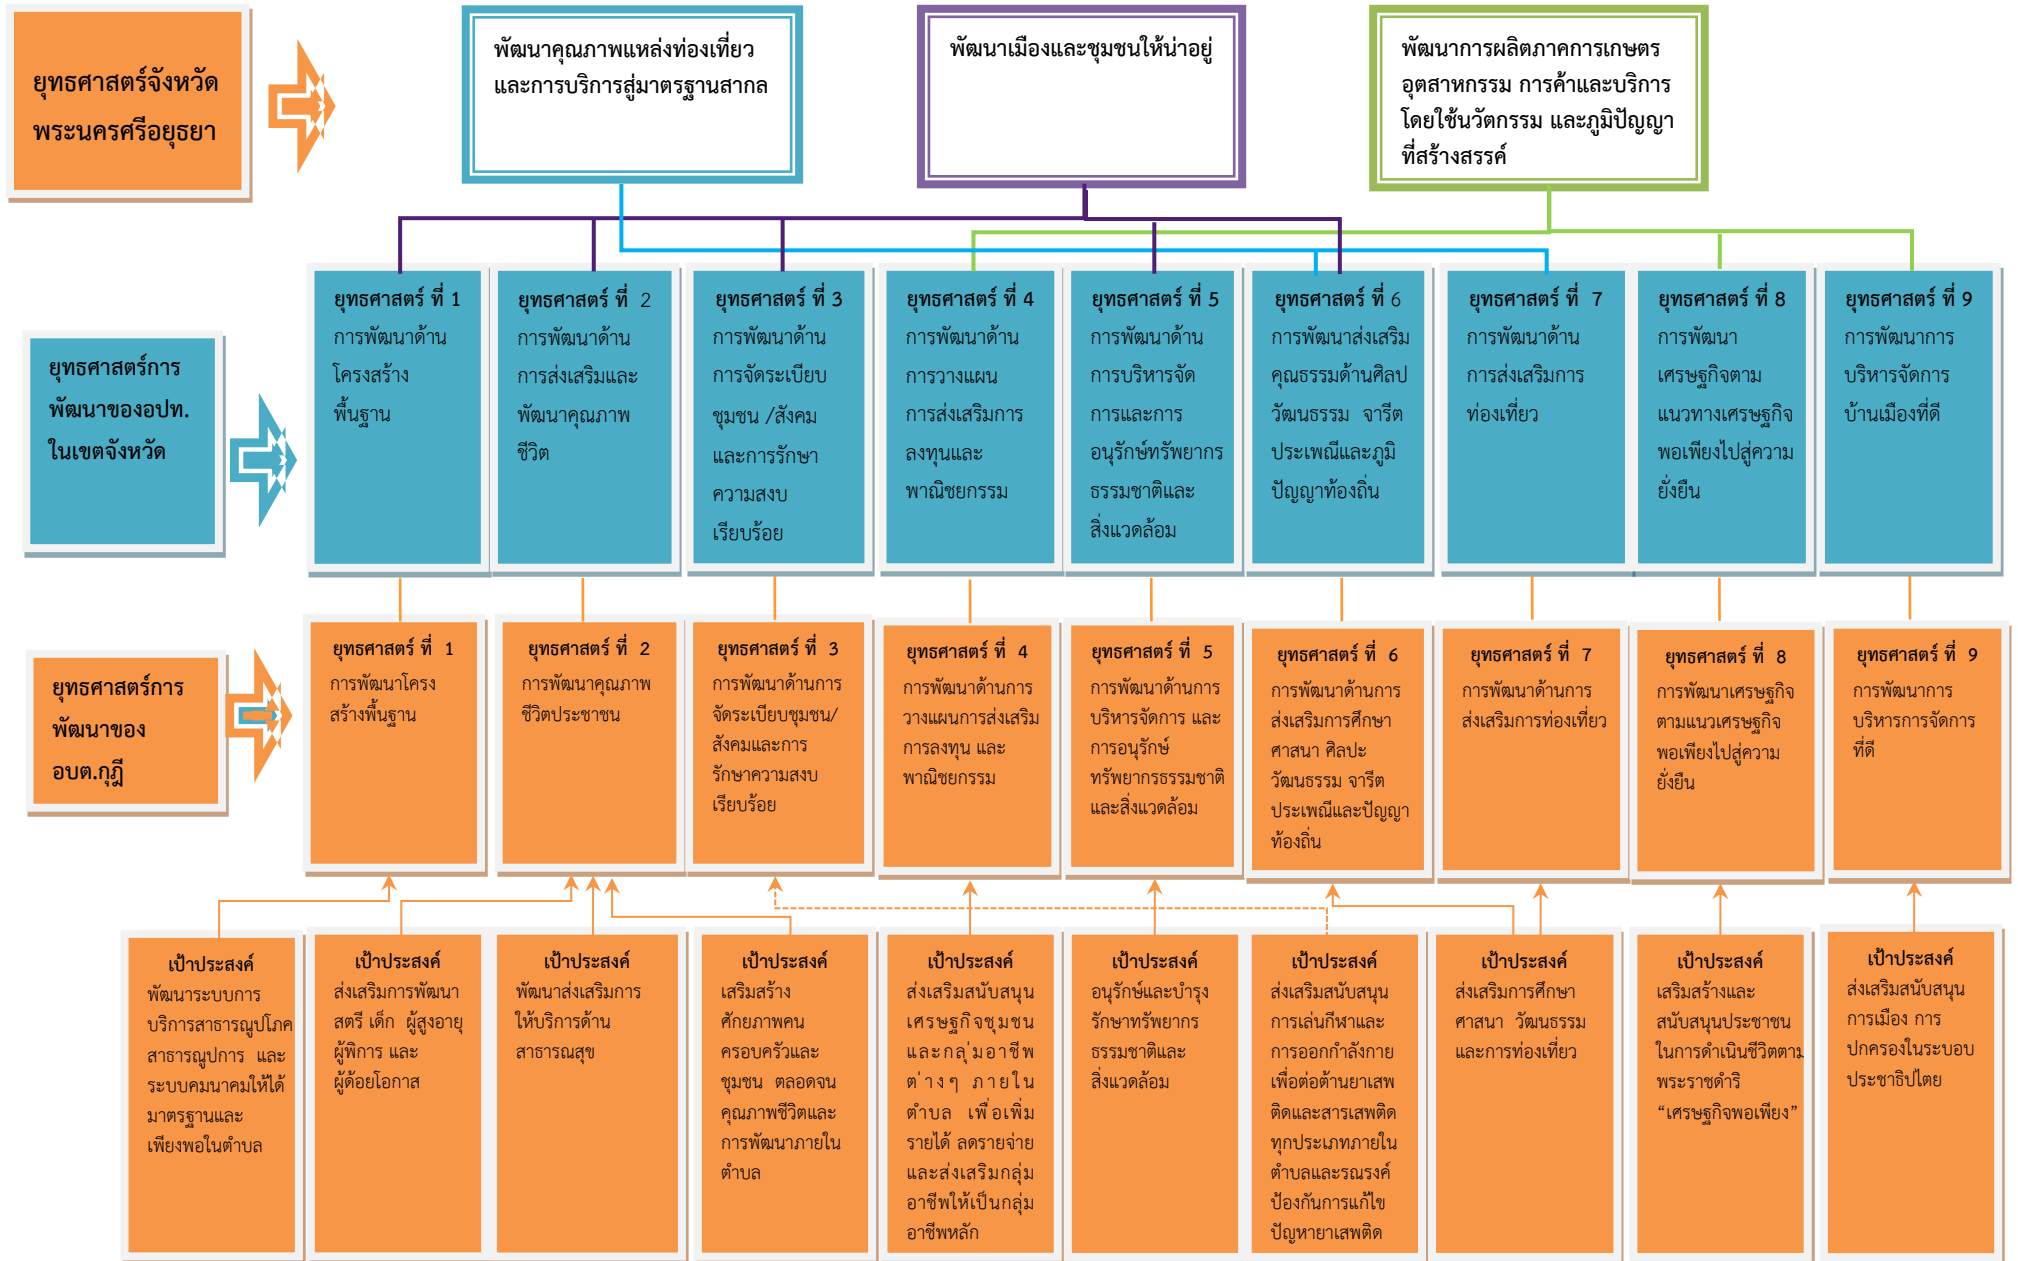 ยุทธศาสตร์จังหวัด
พระนครศรีอยุธยา
พัฒนาคุณภาพแหล่งท่องเที่ยว
และการบริการสู่มาตรฐานสากล
พัฒนาเมืองและชุมชนให้น่าอยู่
พัฒนาการผลิตภาคการเกษตร
อุตสาหกรรม การค้าและบริการ
โดยใช้นวัตกรรม และภูมิปัญญา
ที่สร้างสรรค์
ยุทธศาสตร์การ
พัฒนาของอปท.
ในเขตจังหวัด
ยุทธศาสตร์ ที่ 1
การพัฒนาด้าน
โครงสร้าง
พื้นฐาน
ยุทธศาสตร์ ที่ 2
การพัฒนาด้าน
การส่งเสริมและ
พัฒนาคุณภาพ
ชีวิต
ยุทธศาสตร์ ที่ 3
การพัฒนาด้าน
การจัดระเบียบ
ชุมชน /สังคม
และการรักษา
ความสงบ
เรียบร้อย
ยุทธศาสตร์ ที่ 4
การพัฒนาด้าน
การวางแผน
การส่งเสริมการ
ลงทุนและ
พาณิชยกรรม
ยุทธศาสตร์ ที่ 5
การพัฒนาด้าน
การบริหารจัด
การและการ
อนุรักษ์ทรัพยากร
ธรรมชาติและ
สิ่งแวดล้อม
ยุทธศาสตร์ ที่ 6
การพัฒนาส่งเสริม
คุณธรรมด้านศิลป
วัฒนธรรม จารีต
ประเพณีและภูมิ
ปัญญาท้องถิ่น
ยุทธศาสตร์ ที่ 7
การพัฒนาด้าน
การส่งเสริมการ
ท่องเที่ยว
ยุทธศาสตร์ ที่ 8
การพัฒนา
เศรษฐกิจตาม
แนวทางเศรษฐกิจ
พอเพียงไปสู่ความ
ยั่งยืน
ยุทธศาสตร์ ที่ 9
การพัฒนาการ
บริหารจัดการ
บ้านเมืองที่ดี
ยุทธศาสตร์การ
พัฒนาของ
อบต.กุฎี
ยุทธศาสตร์ ที่ 1
การพัฒนาโครง
สร้างพื้นฐาน
ยุทธศาสตร์ ที่ 2
การพัฒนาคุณภาพ
ชีวิตประชาชน
ยุทธศาสตร์ ที่ 3
การพัฒนาด้านการ
จัดระเบียบชุมชน/
สังคมและการ
รักษาความสงบ
เรียบร้อย
ยุทธศาสตร์ ที่ 4
การพัฒนาด้านการ
วางแผนการส่งเสริม
การลงทุน และ
พาณิชยกรรม
ยุทธศาสตร์ ที่ 5
การพัฒนาด้านการ
บริหารจัดการ และ
การอนุรักษ์
ทรัพยากรธรรมชาติ
และสิ่งแวดล้อม
ยุทธศาสตร์ ที่ 6
การพัฒนาด้านการ
ส่งเสริมการศึกษา
ศาสนา ศิลปะ
วัฒนธรรม จารีต
ประเพณีและปัญญา
ท้องถิ่น
ยุทธศาสตร์ ที่ 7
การพัฒนาด้านการ
ส่งเสริมการท่องเที่ยว
ยุทธศาสตร์ ที่ 8
การพัฒนาเศรษฐกิจ
ตามแนวเศรษฐกิจ
พอเพียงไปสู่ความ
ยั่งยืน
ยุทธศาสตร์ ที่ 9
การพัฒนาการ
บริหารการจัดการ
ที่ดี
เป้าประสงค์
พัฒนาระบบการ
บริการสาธารณูปโภค
สาธารณูปการ และ
ระบบคมนาคมให้ได้
มาตรฐานและ
เพียงพอในตำบล
เป้าประสงค์
ส่งเสริมการพัฒนา
สตรี เด็ก ผู้สูงอายุ
ผู้พิการ และ
ผู้ด้อยโอกาส
เป้าประสงค์
พัฒนาส่งเสริมการ
ให้บริการด้าน
สาธารณสุข
เป้าประสงค์
เสริมสร้าง
ศักยภาพคน
ครอบครัวและ
ชุมชน ตลอดจน
คุณภาพชีวิตและ
การพัฒนาภายใน
ตำบล
เป้าประสงค์
ส่งเสริมสนับสนุน
เศรษฐกิจชุมชน
และกลุ่มอาชีพ
ต่างๆ ภายใน
ตำบล เพื่อเพิ่ม
รายได้ ลดรายจ่าย
และส่งเสริมกลุ่ม
อาชีพให้เป็นกลุ่ม
อาชีพหลัก
เป้าประสงค์
อนุรักษ์และบำรุง
รักษาทรัพยากร
ธรรมชาติและ
สิ่งแวดล้อม
เป้าประสงค์
ส่งเสริมสนับสนุน
การเล่นกีฬาและ
การออกกำลังกาย
เพื่อต่อต้านยาเสพ
ติดและสารเสพติด
ทุกประเภทภายใน
ตำบลและรณรงค์
ป้องกันการแก้ไข
ปัญหายาเสพติด
เป้าประสงค์
ส่งเสริมการศึกษา
ศาสนา วัฒนธรรม
และการท่องเที่ยว
เป้าประสงค์
เสริมสร้างและ
สนับสนุนประชาชน
ในการดำเนินชีวิตตาม
พระราชดำริ
“เศรษฐกิจพอเพียง”
เป้าประสงค์
ส่งเสริมสนับสนุน
การเมือง การ
ปกครองในระบอบ
ประชาธิปไตย